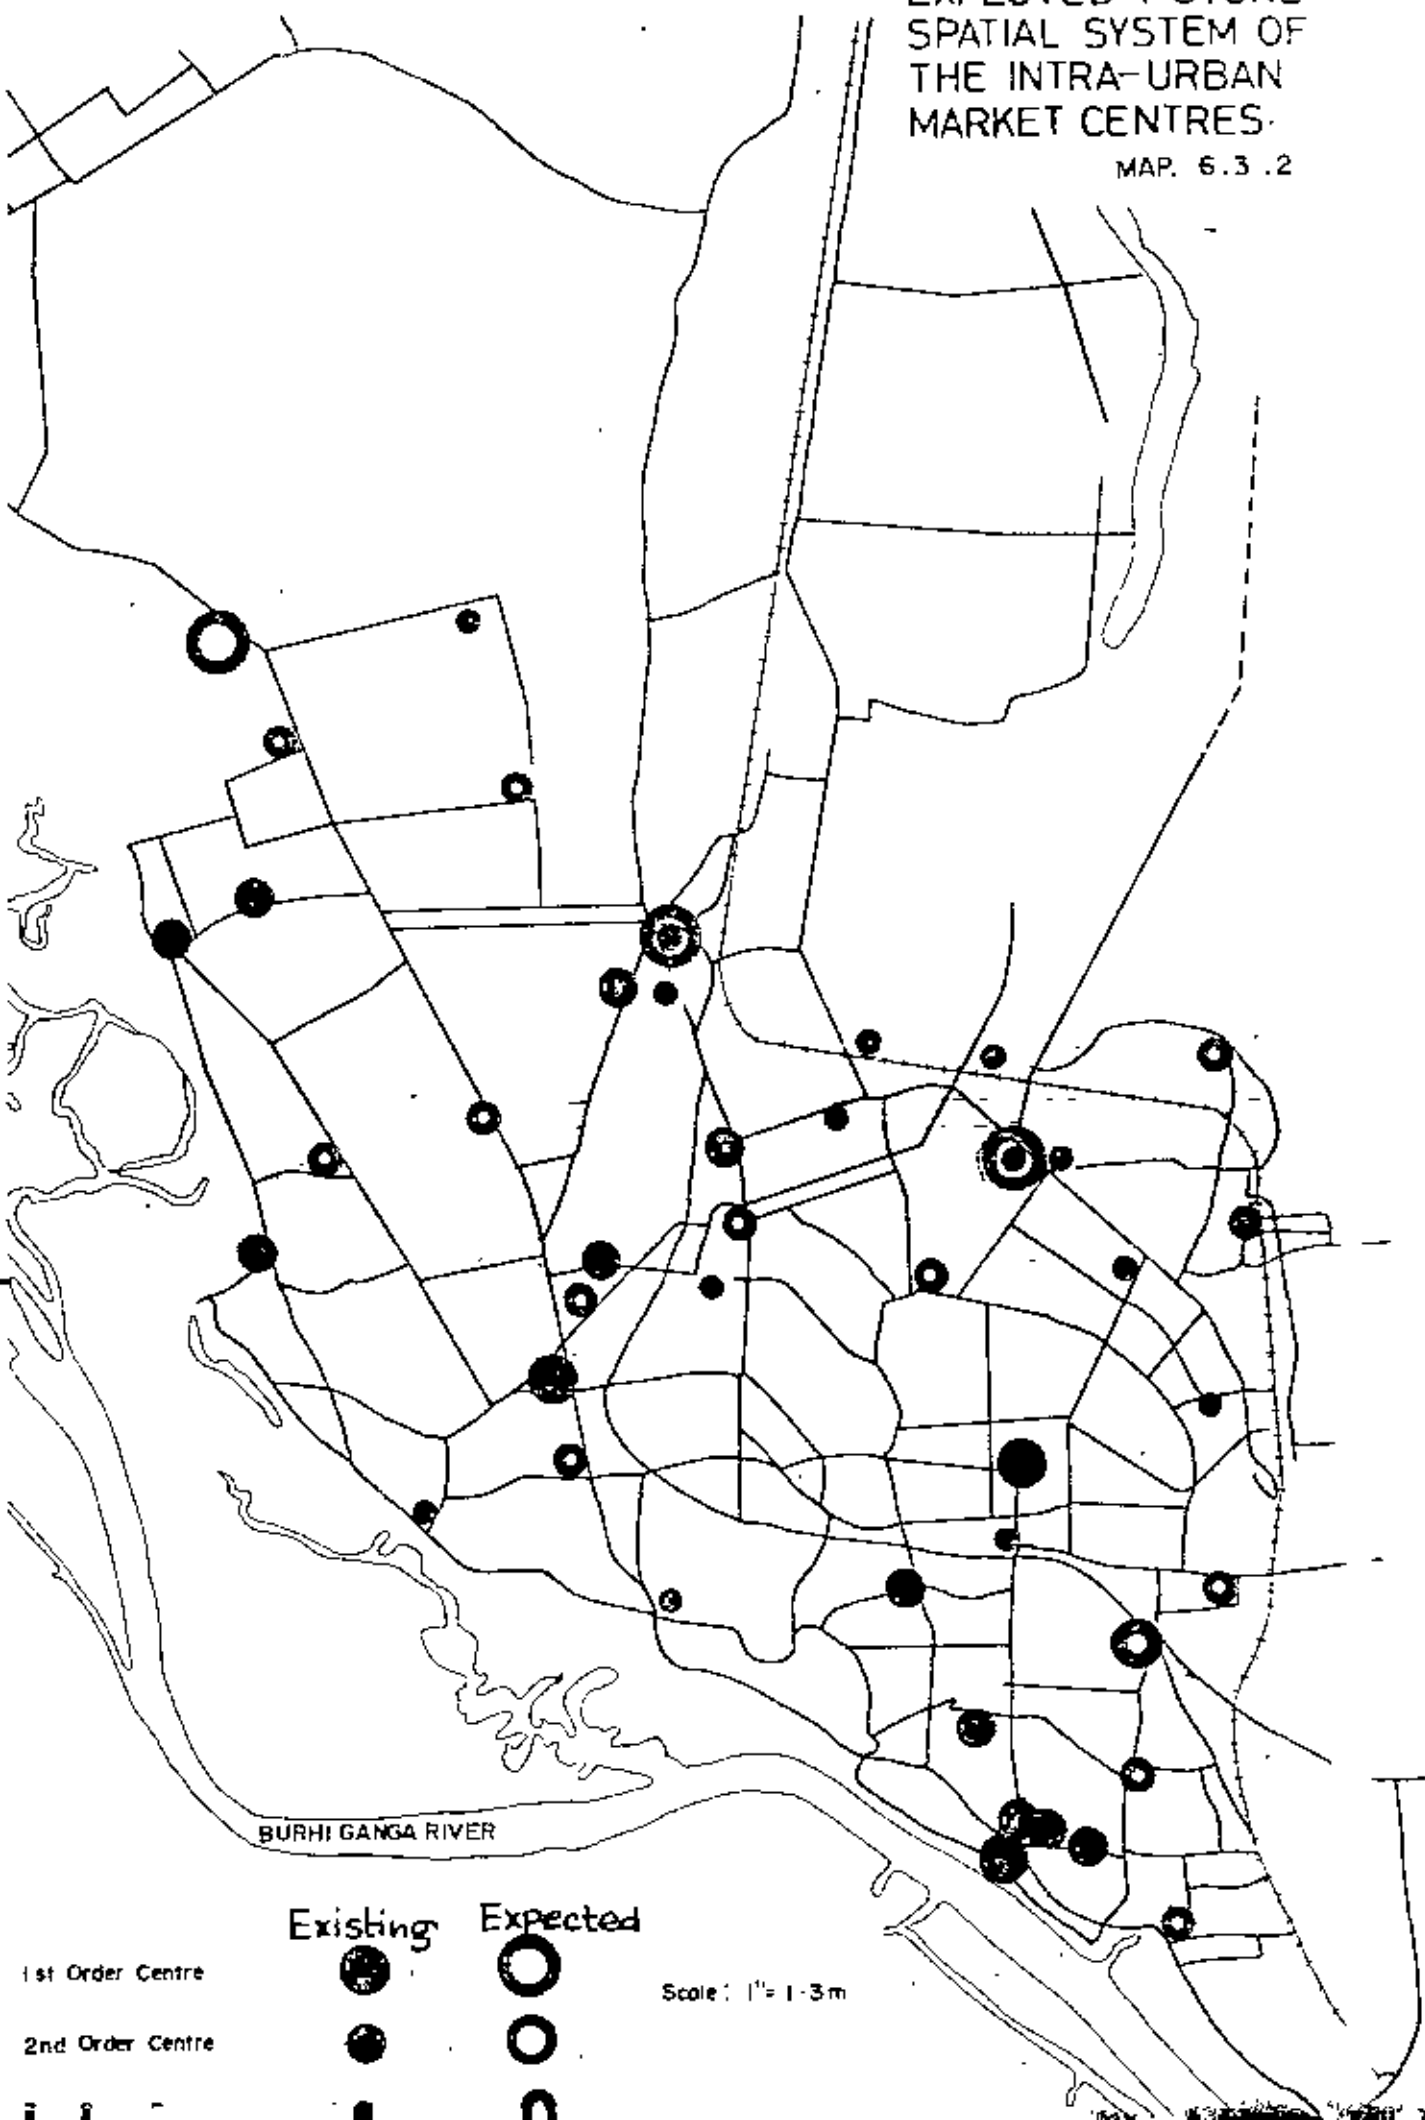 SPATIAL SYSTEM OF
THE INTRA-URBAN
MARKET CENTRES.
MAP. 6.3.2
BURHI GANGA RIVER
Existing Expected
1st Order Centre
Scale: 1"= 1.3m
2nd Order Centre